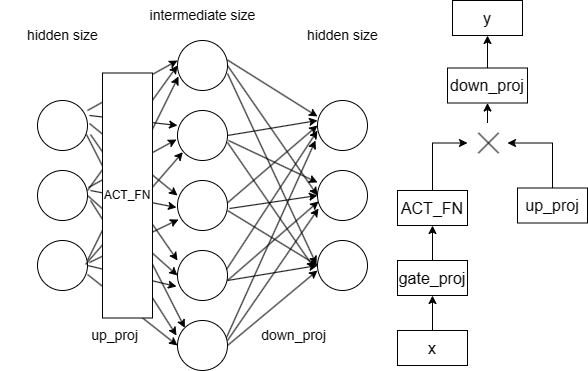 intermediate size
hidden size
hidden size
ACT_FN
up_proj
down_proj
y
down_proj
ACT_FN
up_proj
gate_proj
x